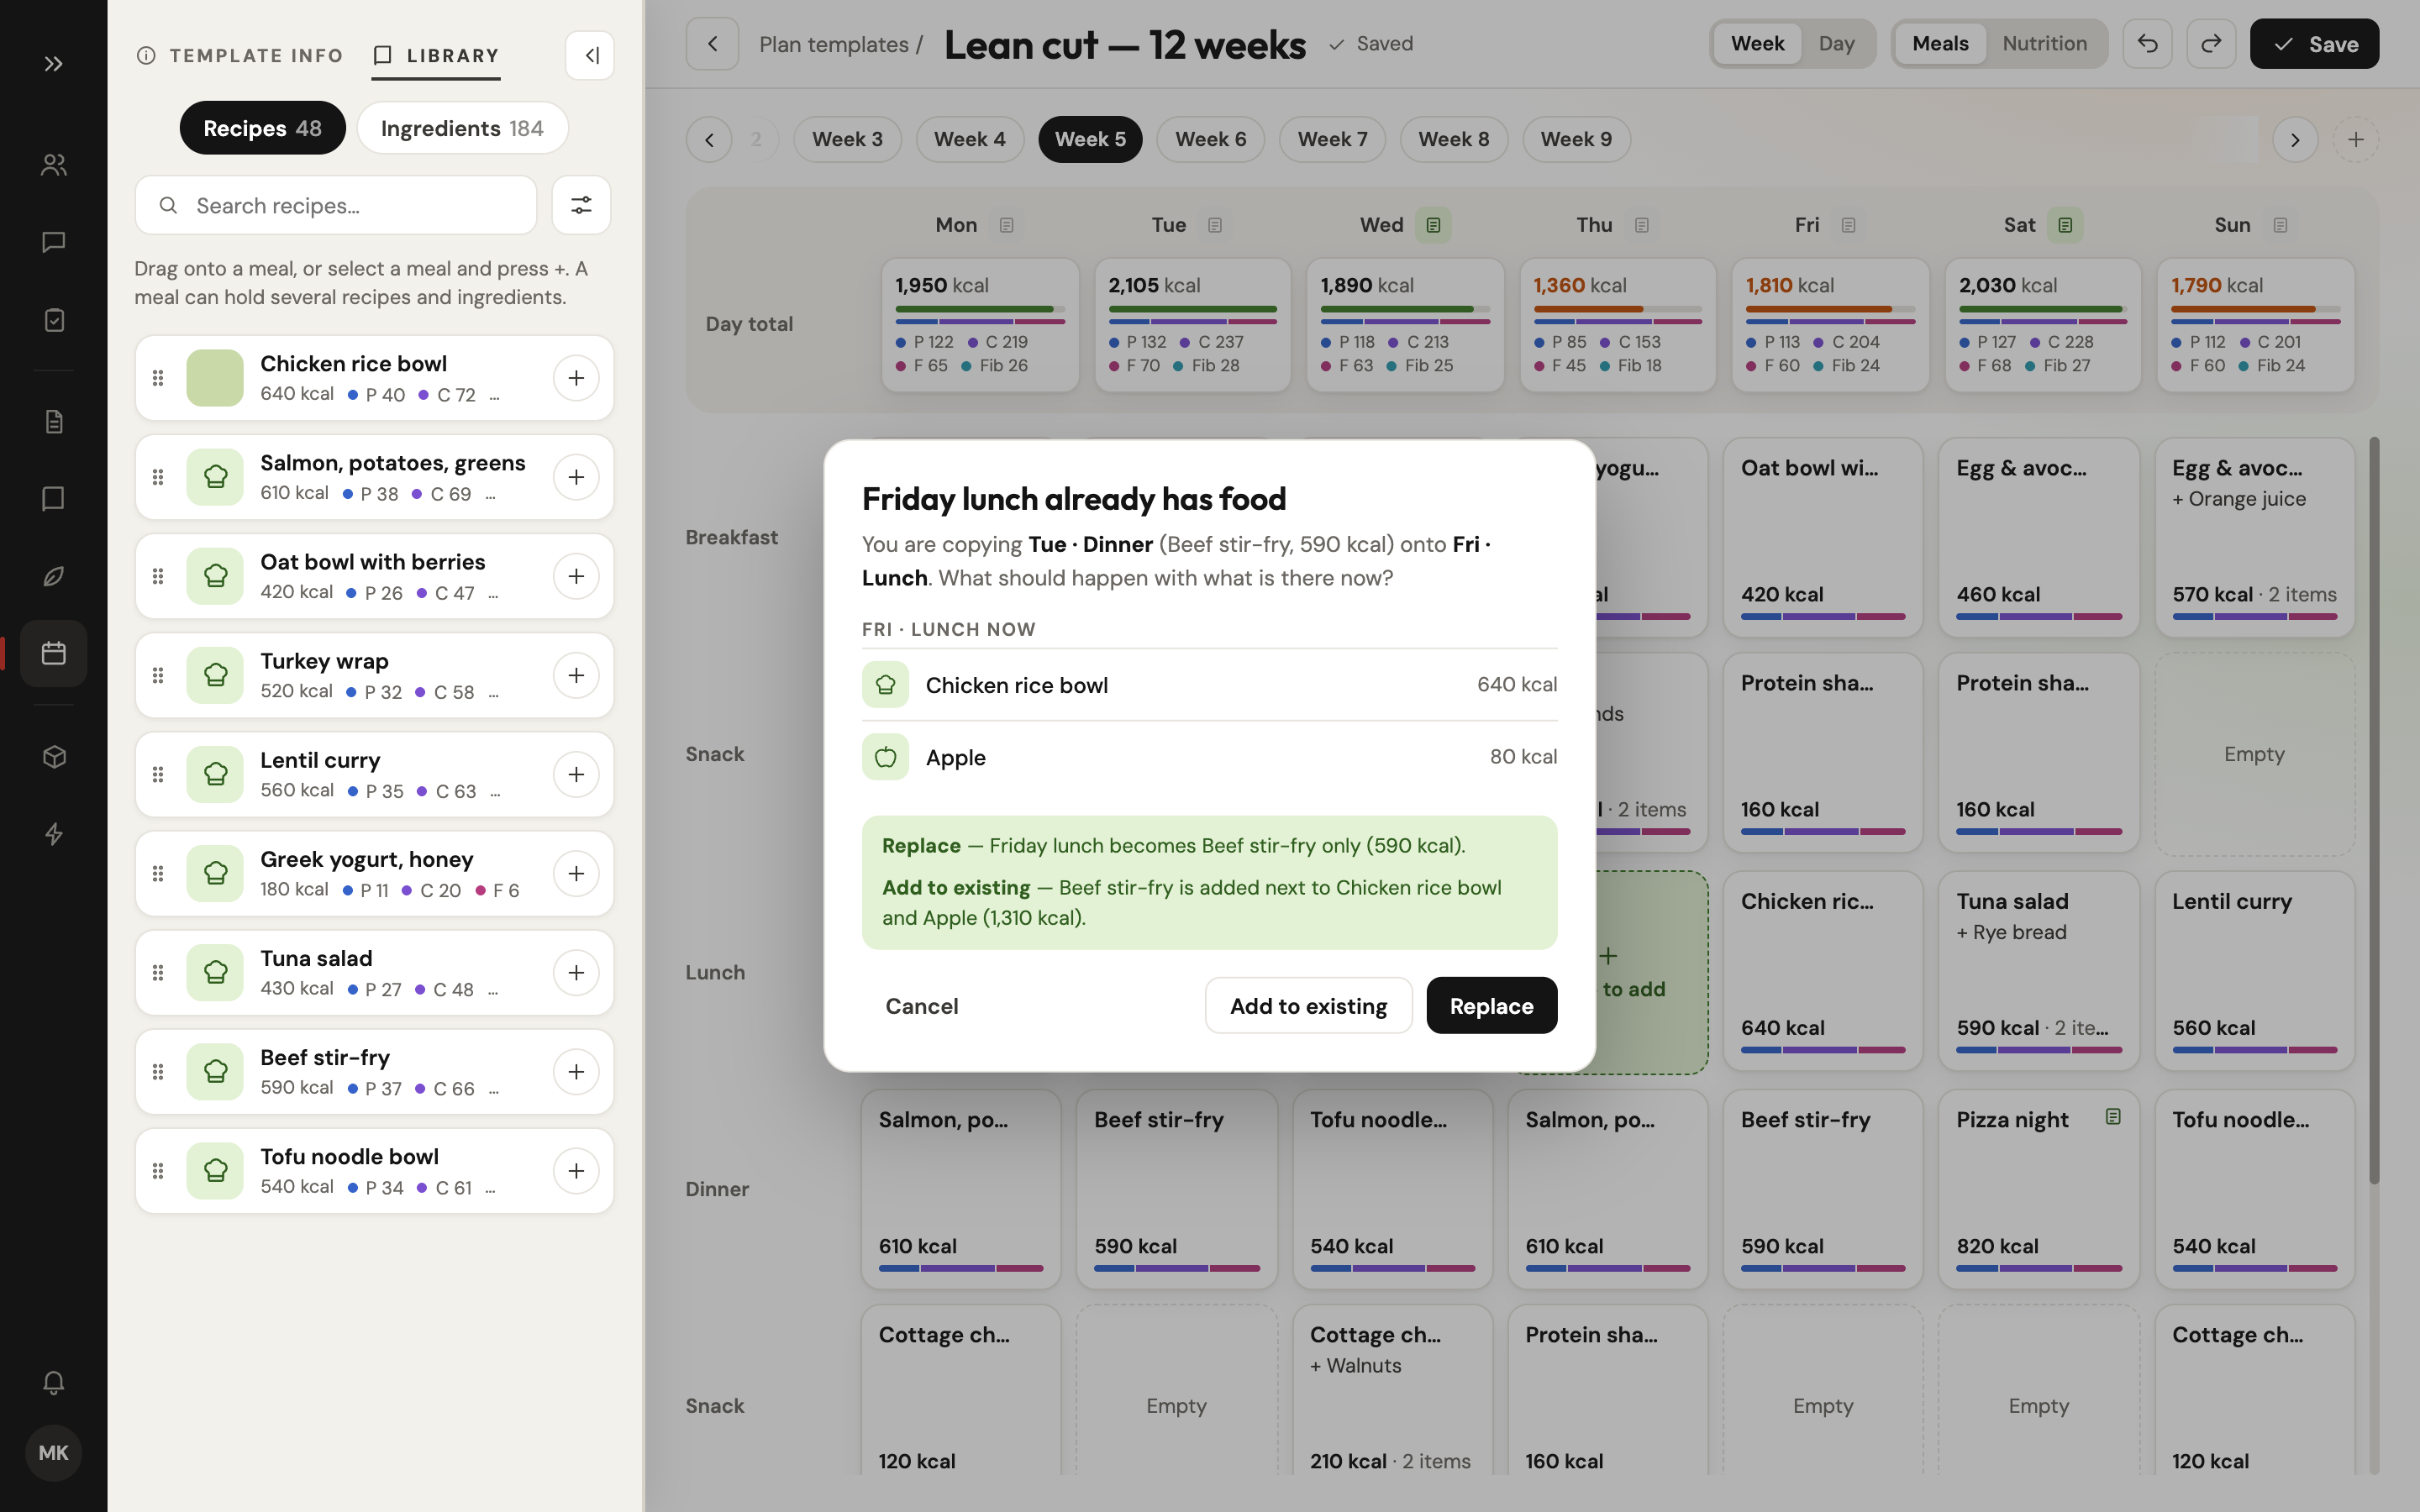 TEMPLATE INFO
LIBRARY
Recipes 48
Ingredients 184
Search recipes...
Drag onto a meal, or select a meal and press +. A
meal can hold several recipes and ingredients.
Chicken rice bowl
640 kcal P 40 C 72 ...
Salmon, potatoes, greens
610 kcal P 38 C 69 ...
Oat bowl with berries
420 kcal P 26 C 47 ...
Turkey wrap
520 kcal P 32 C 58 ...
Lentil curry
560 kcal P 35 C 63 ...
Greek yogurt, honey
180 kcal P 11 C 20 F 6
Tuna salad
430 kcal P 27 C 48 ...
Beef stir-fry
590 kcal P 37 C 66 ...
Tofu noodle bowl
540 kcal P 34 C 61 ...
MK
Plan templates / Lean cut — 12 weeks Saved
Week Day
Meals Nutrition
Save
2 Week 3 Week 4 Week 5 Week 6 Week 7 Week 8 Week 9
Mon Tue Wed Thu Fri Sat Sun
Day total
1,950 kcal
P 122 C 219
F 65 Fib 26
2,105 kcal
P 132 C 237
F 70 Fib 28
1,890 kcal
P 118 C 213
F 63 Fib 25
1,360 kcal
P 85 C 153
F 45 Fib 18
1,810 kcal
P 113 C 204
F 60 Fib 24
2,030 kcal
P 127 C 228
F 68 Fib 27
1,790 kcal
P 112 C 201
F 60 Fib 24
Friday lunch already has food
You are copying Tue · Dinner (Beef stir-fry, 590 kcal) onto Fri ·
Lunch. What should happen with what is there now?
FRI · LUNCH NOW
Chicken rice bowl 640 kcal
Apple 80 kcal
Replace — Friday lunch becomes Beef stir-fry only (590 kcal).
Add to existing — Beef stir-fry is added next to Chicken rice bowl
and Apple (1,310 kcal).
Cancel
Add to existing
Replace
Breakfast
Oat bowl wi...
420 kcal
Egg & avoc...
460 kcal
Egg & avoc...
+ Orange juice
570 kcal · 2 items
Snack
· 2 items
Protein sha...
160 kcal
Protein sha...
160 kcal
Empty
Lunch
+
to add
Chicken ric...
640 kcal
Tuna salad
+ Rye bread
590 kcal · 2 ite...
Lentil curry
560 kcal
Dinner
Salmon, po...
610 kcal
Beef stir-fry
590 kcal
Tofu noodle...
540 kcal
Salmon, po...
610 kcal
Beef stir-fry
590 kcal
Pizza night
820 kcal
Tofu noodle...
540 kcal
Snack
Cottage ch...
120 kcal
Empty
Cottage ch...
+ Walnuts
210 kcal · 2 items
Protein sha...
160 kcal
Empty
Empty
Cottage ch...
120 kcal